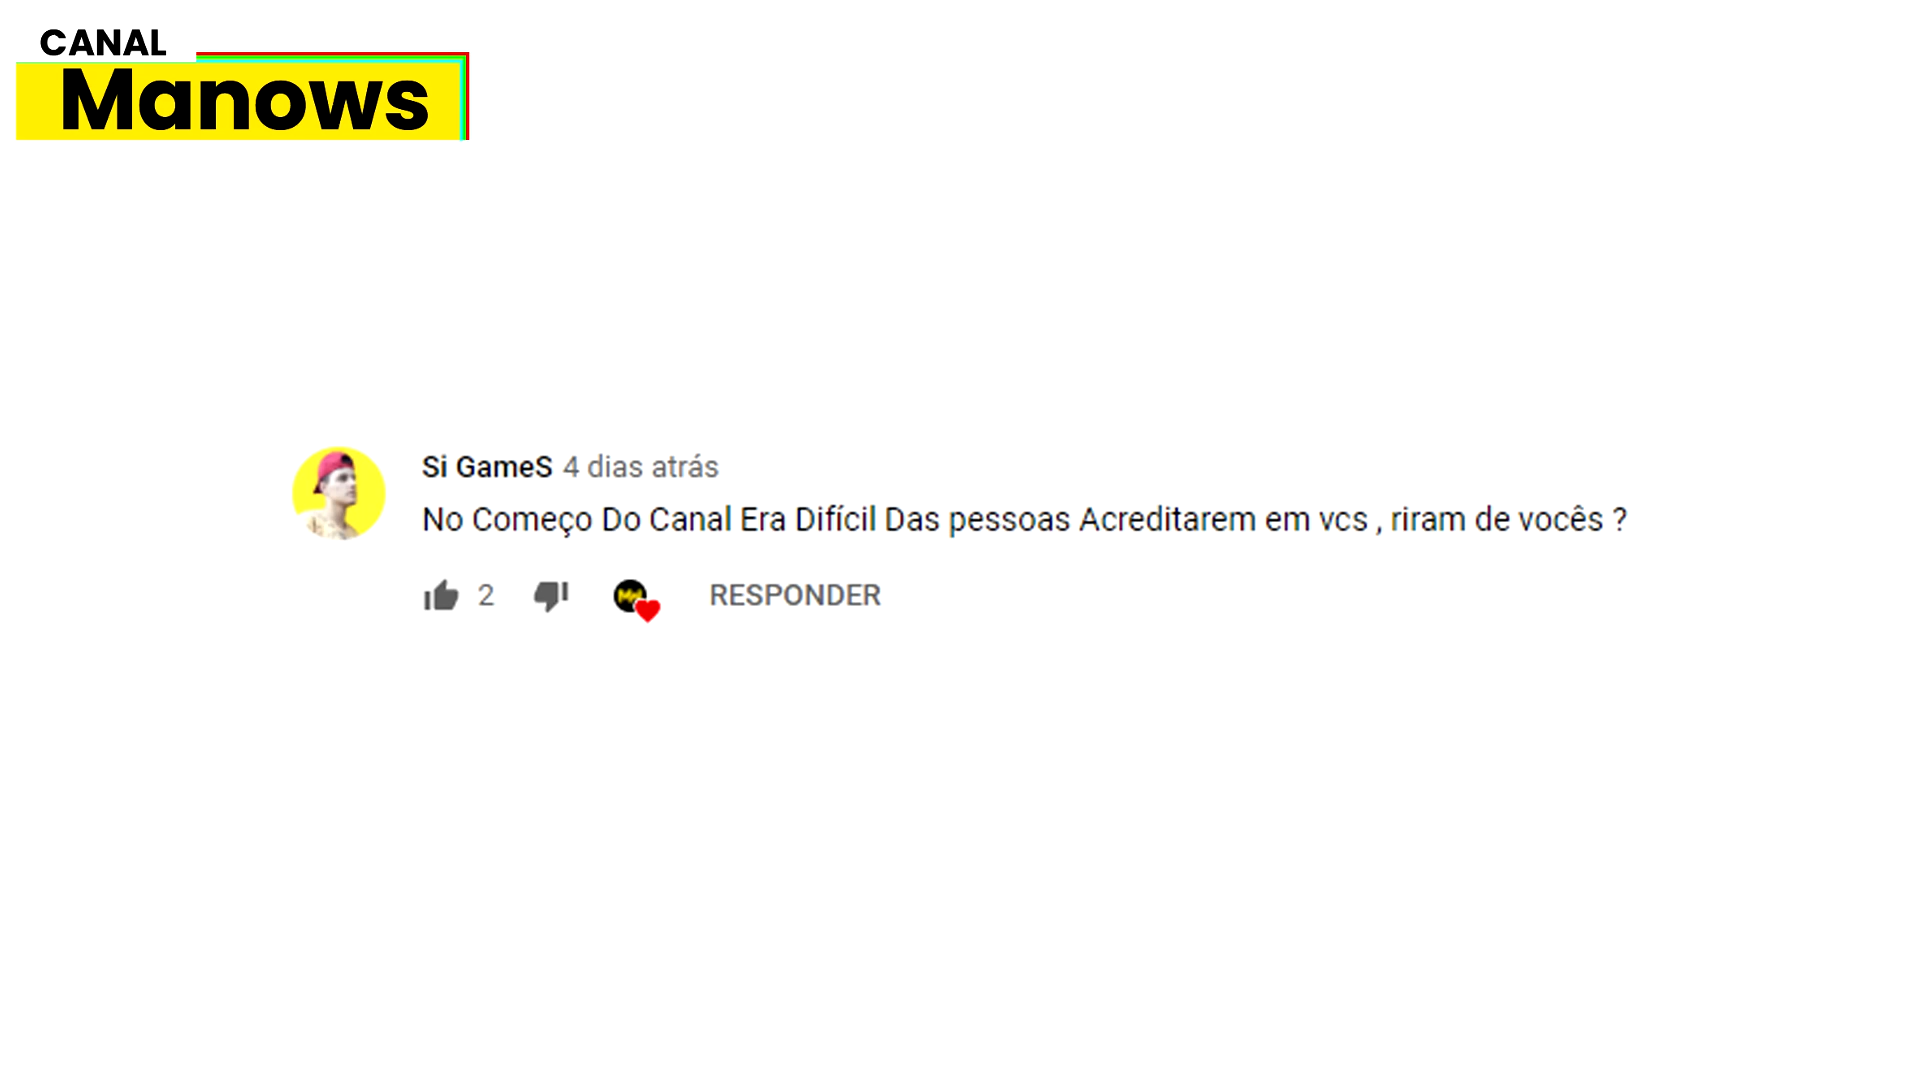 CANAL
Manows
Si GameS 4 dias atrás
No Começo Do Canal Era Difícil Das pessoas Acreditarem em vcs , riram de vocês ?
2 RESPONDER